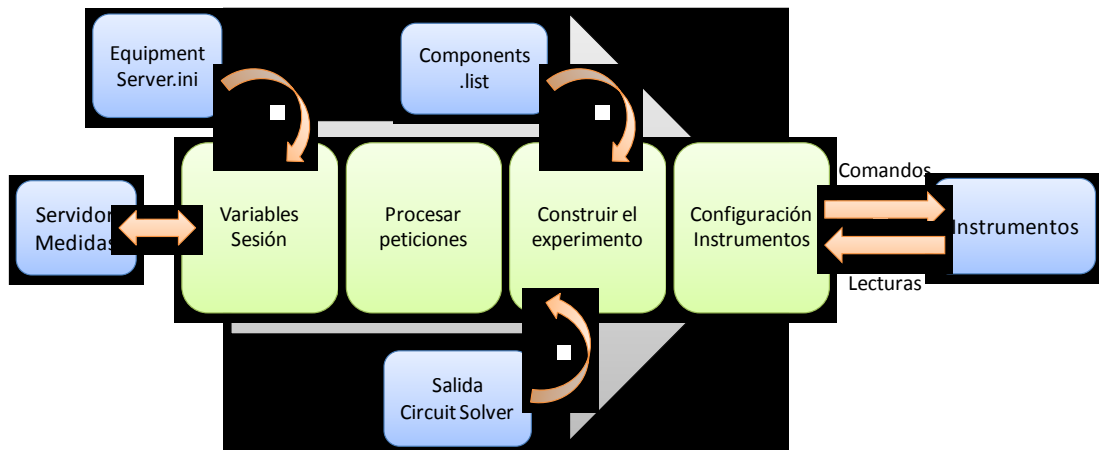 Equipment
Server.ini
Components
.list
Servidor
Medidas
Variables
Sesión
Procesar
peticiones
Construir el
experimento
Configuración
Instrumentos
Comandos
Lecturas
Instrumentos
Salida
Circuit Solver